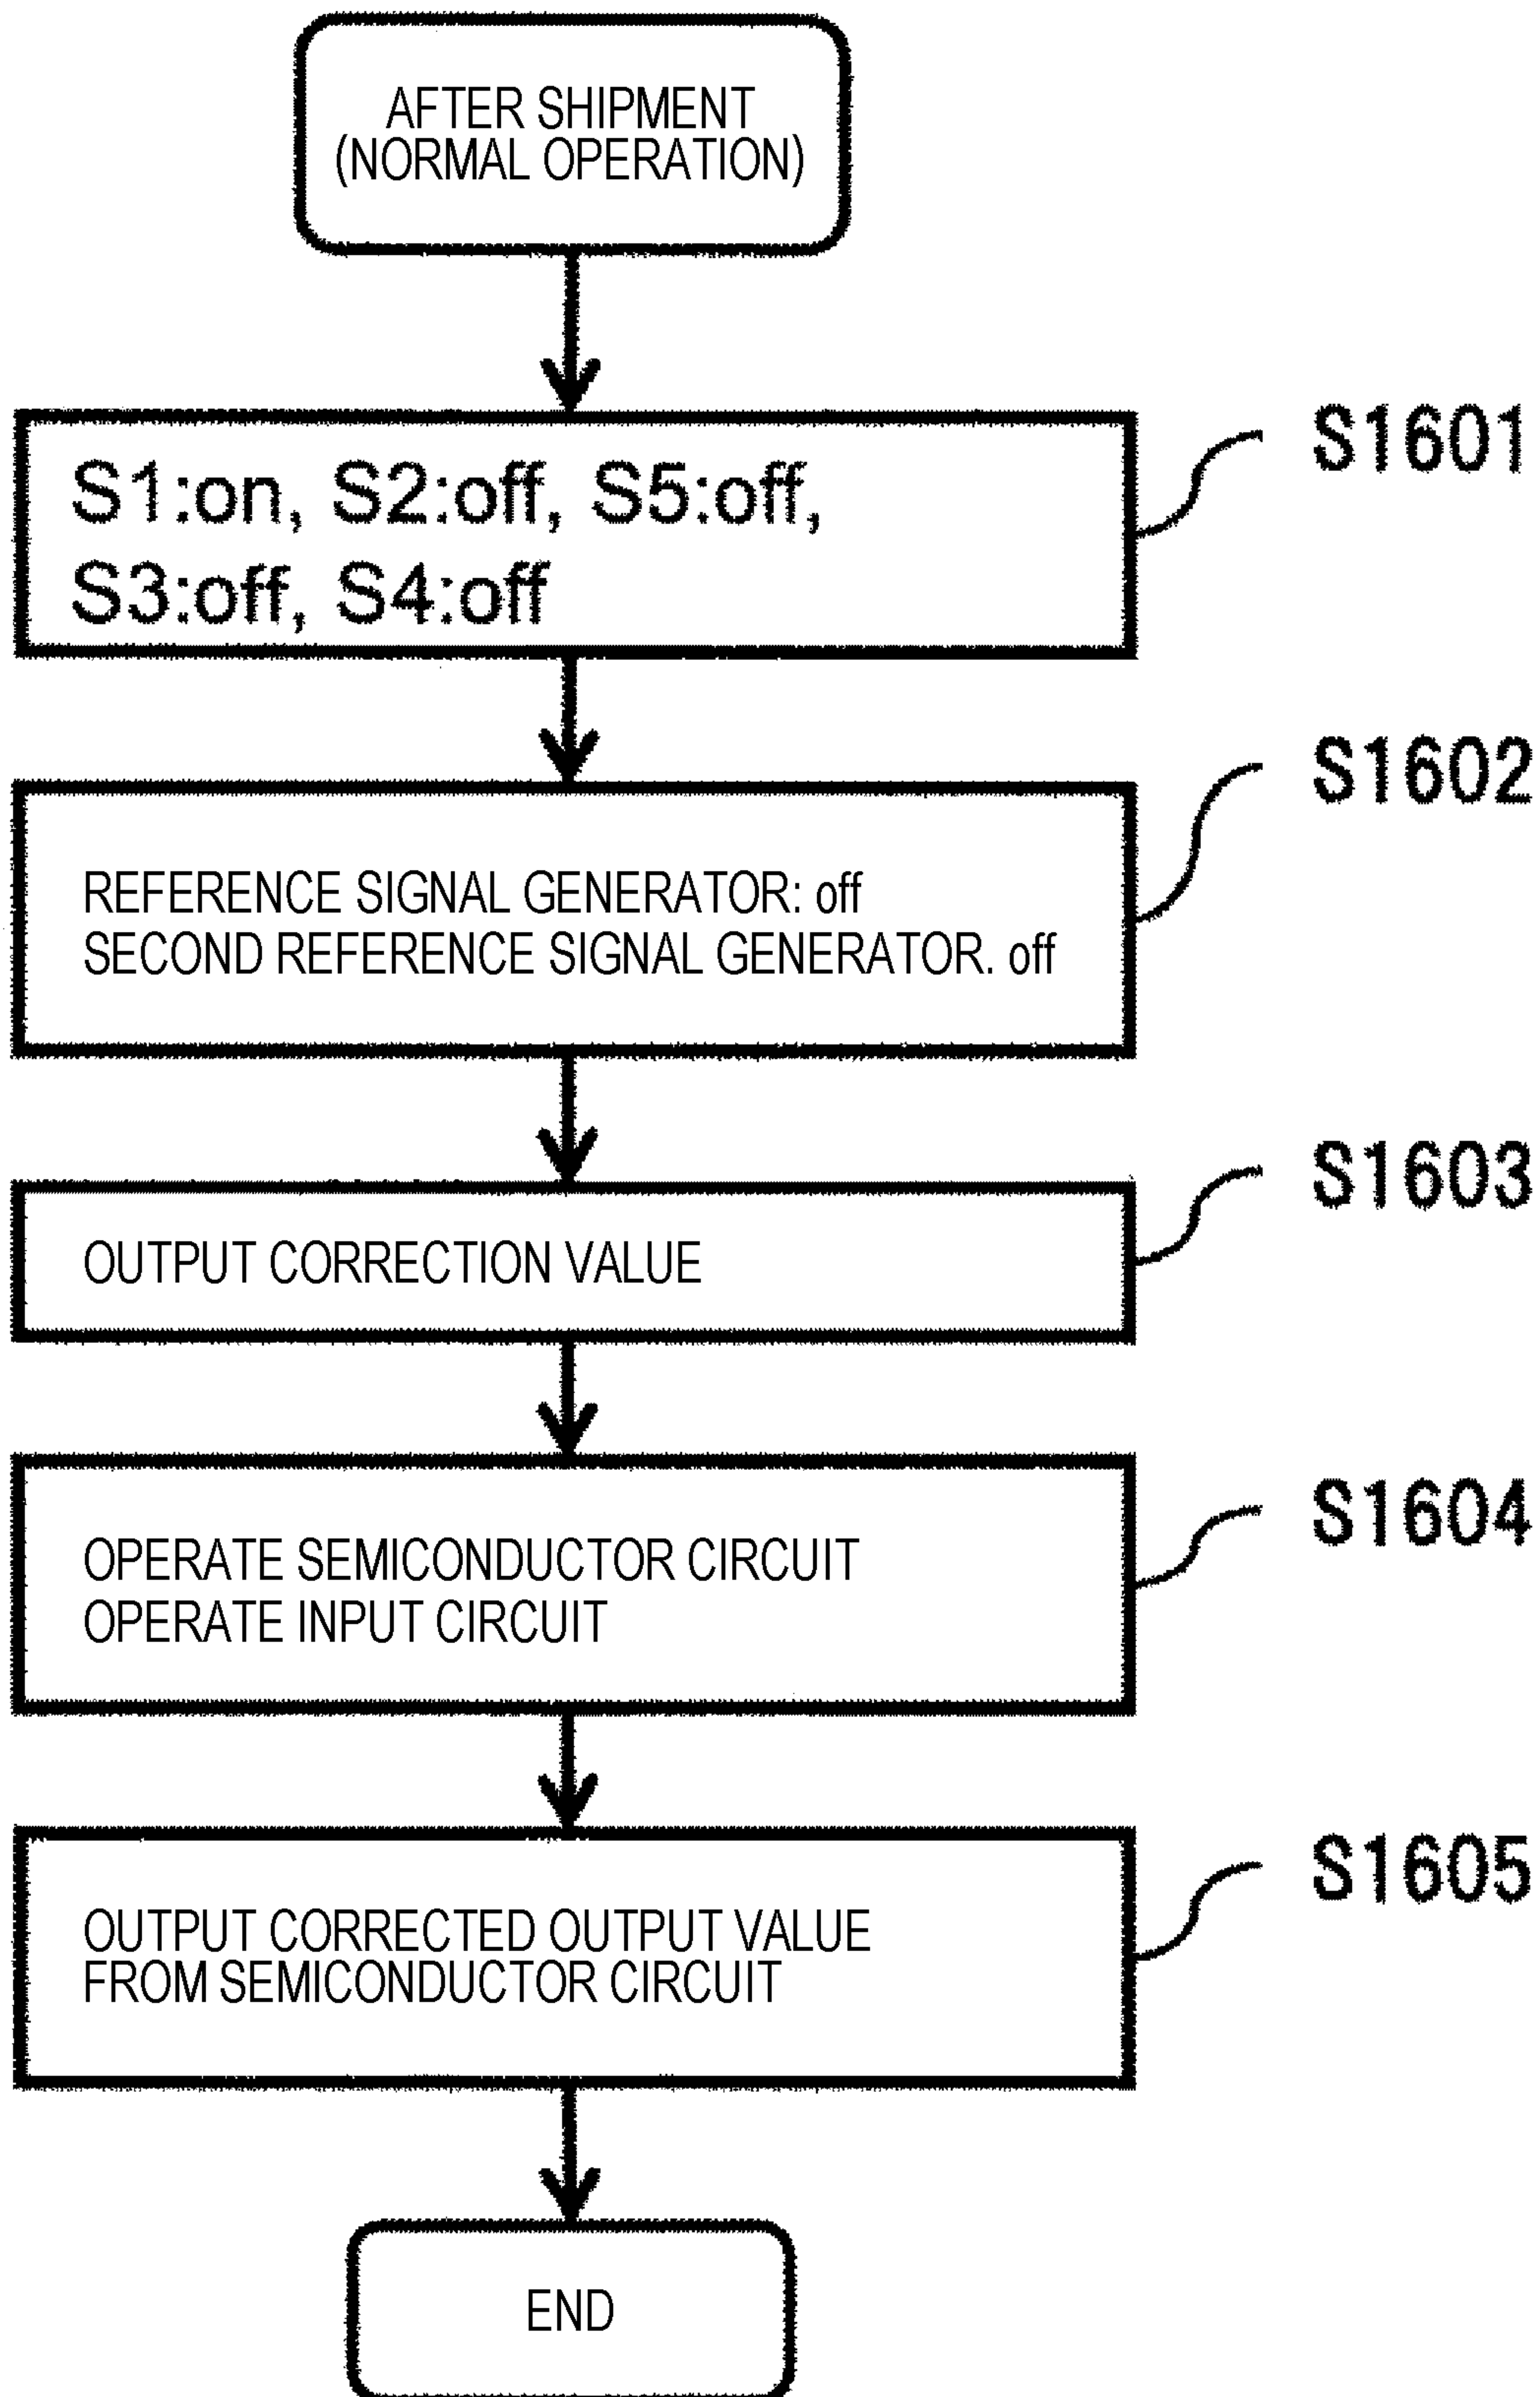 AFTER SHIPMENT
(NORMAL OPERATION)
S1:on, S2:off, S5:off,
S3:off, S4:off
S1601
REFERENCE SIGNAL GENERATOR: off
SECOND REFERENCE SIGNAL GENERATOR. off
S1602
OUTPUT CORRECTION VALUE
S1603
OPERATE SEMICONDUCTOR CIRCUIT
OPERATE INPUT CIRCUIT
S1604
OUTPUT CORRECTED OUTPUT VALUE
FROM SEMICONDUCTOR CIRCUIT
S1605
END